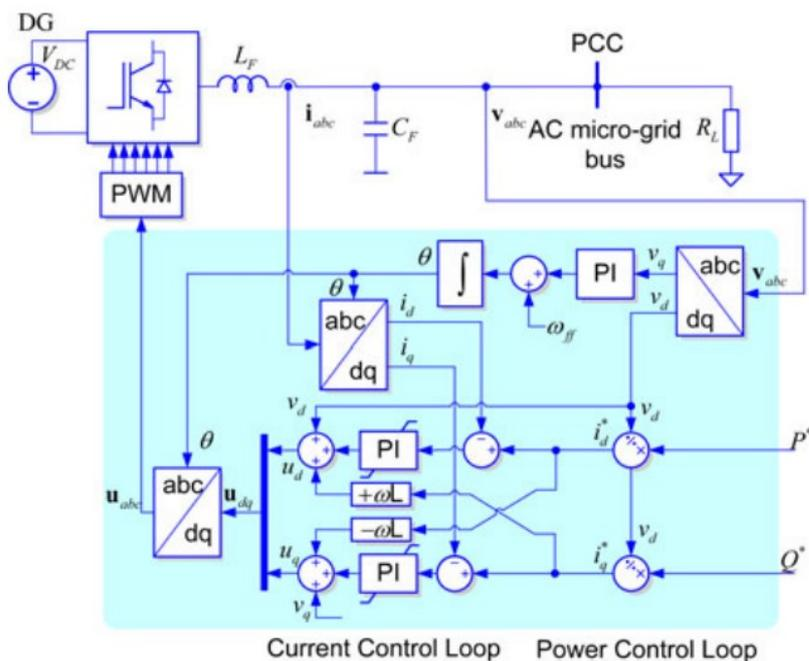 DG
V_DC
L_F
PCC
i_abc
C_F
v_abc
AC micro-grid
bus
R_L
PWM
θ
∫
PI
v_q
abc
dq
v_d
v_abc
ω_ff
θ
abc
dq
i_d
i_q
v_d
v_d
i_d^*
P^*
PI
u_d
θ
abc
dq
u_abc
u_dq
+ωL
-ωL
v_d
u_q
PI
i_q^*
Q^*
v_q
Current Control Loop
Power Control Loop